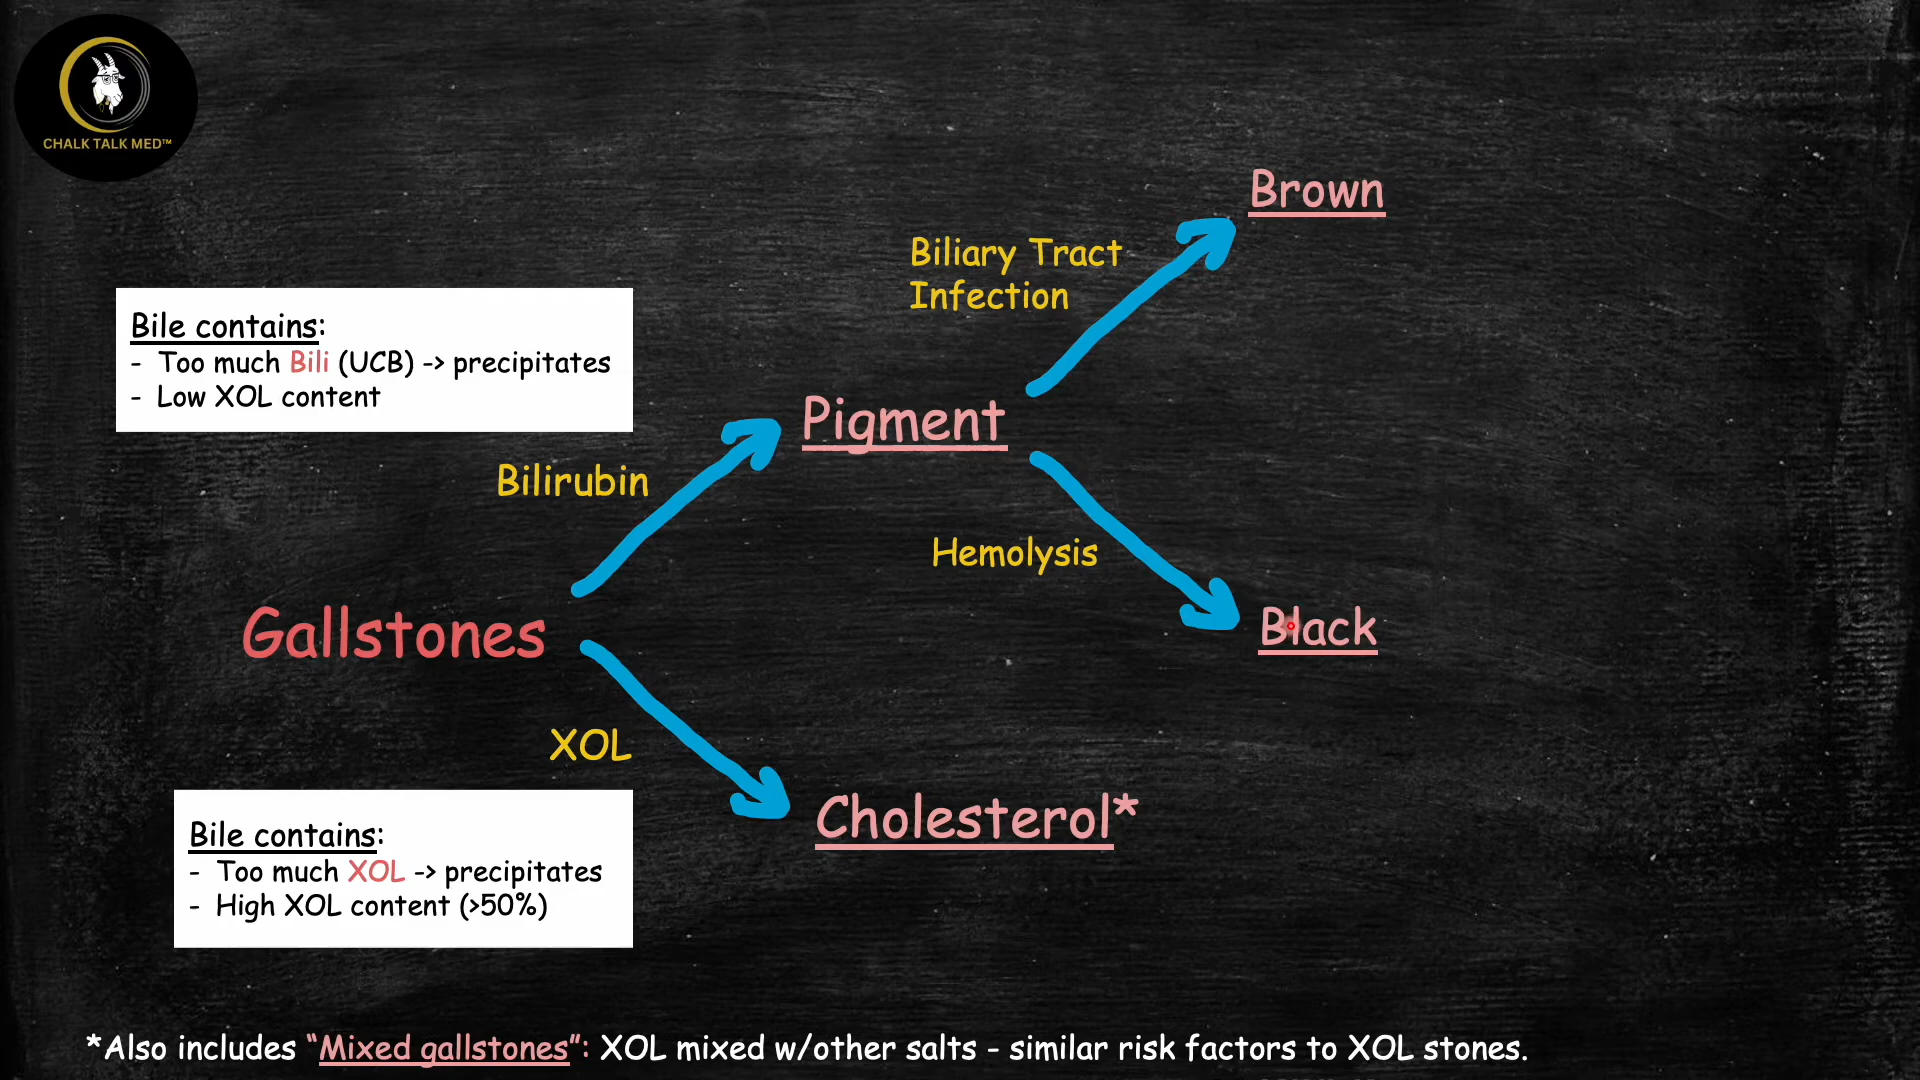 CHALK TALK MED™
Brown
Biliary Tract
Infection
Bile contains:
- Too much Bili (UCB) -> precipitates
- Low XOL content
Pigment
Bilirubin
Hemolysis
Gallstones
Black
XOL
Cholesterol*
Bile contains:
- Too much XOL -> precipitates
- High XOL content (>50%)
*Also includes “Mixed gallstones”: XOL mixed w/other salts - similar risk factors to XOL stones.